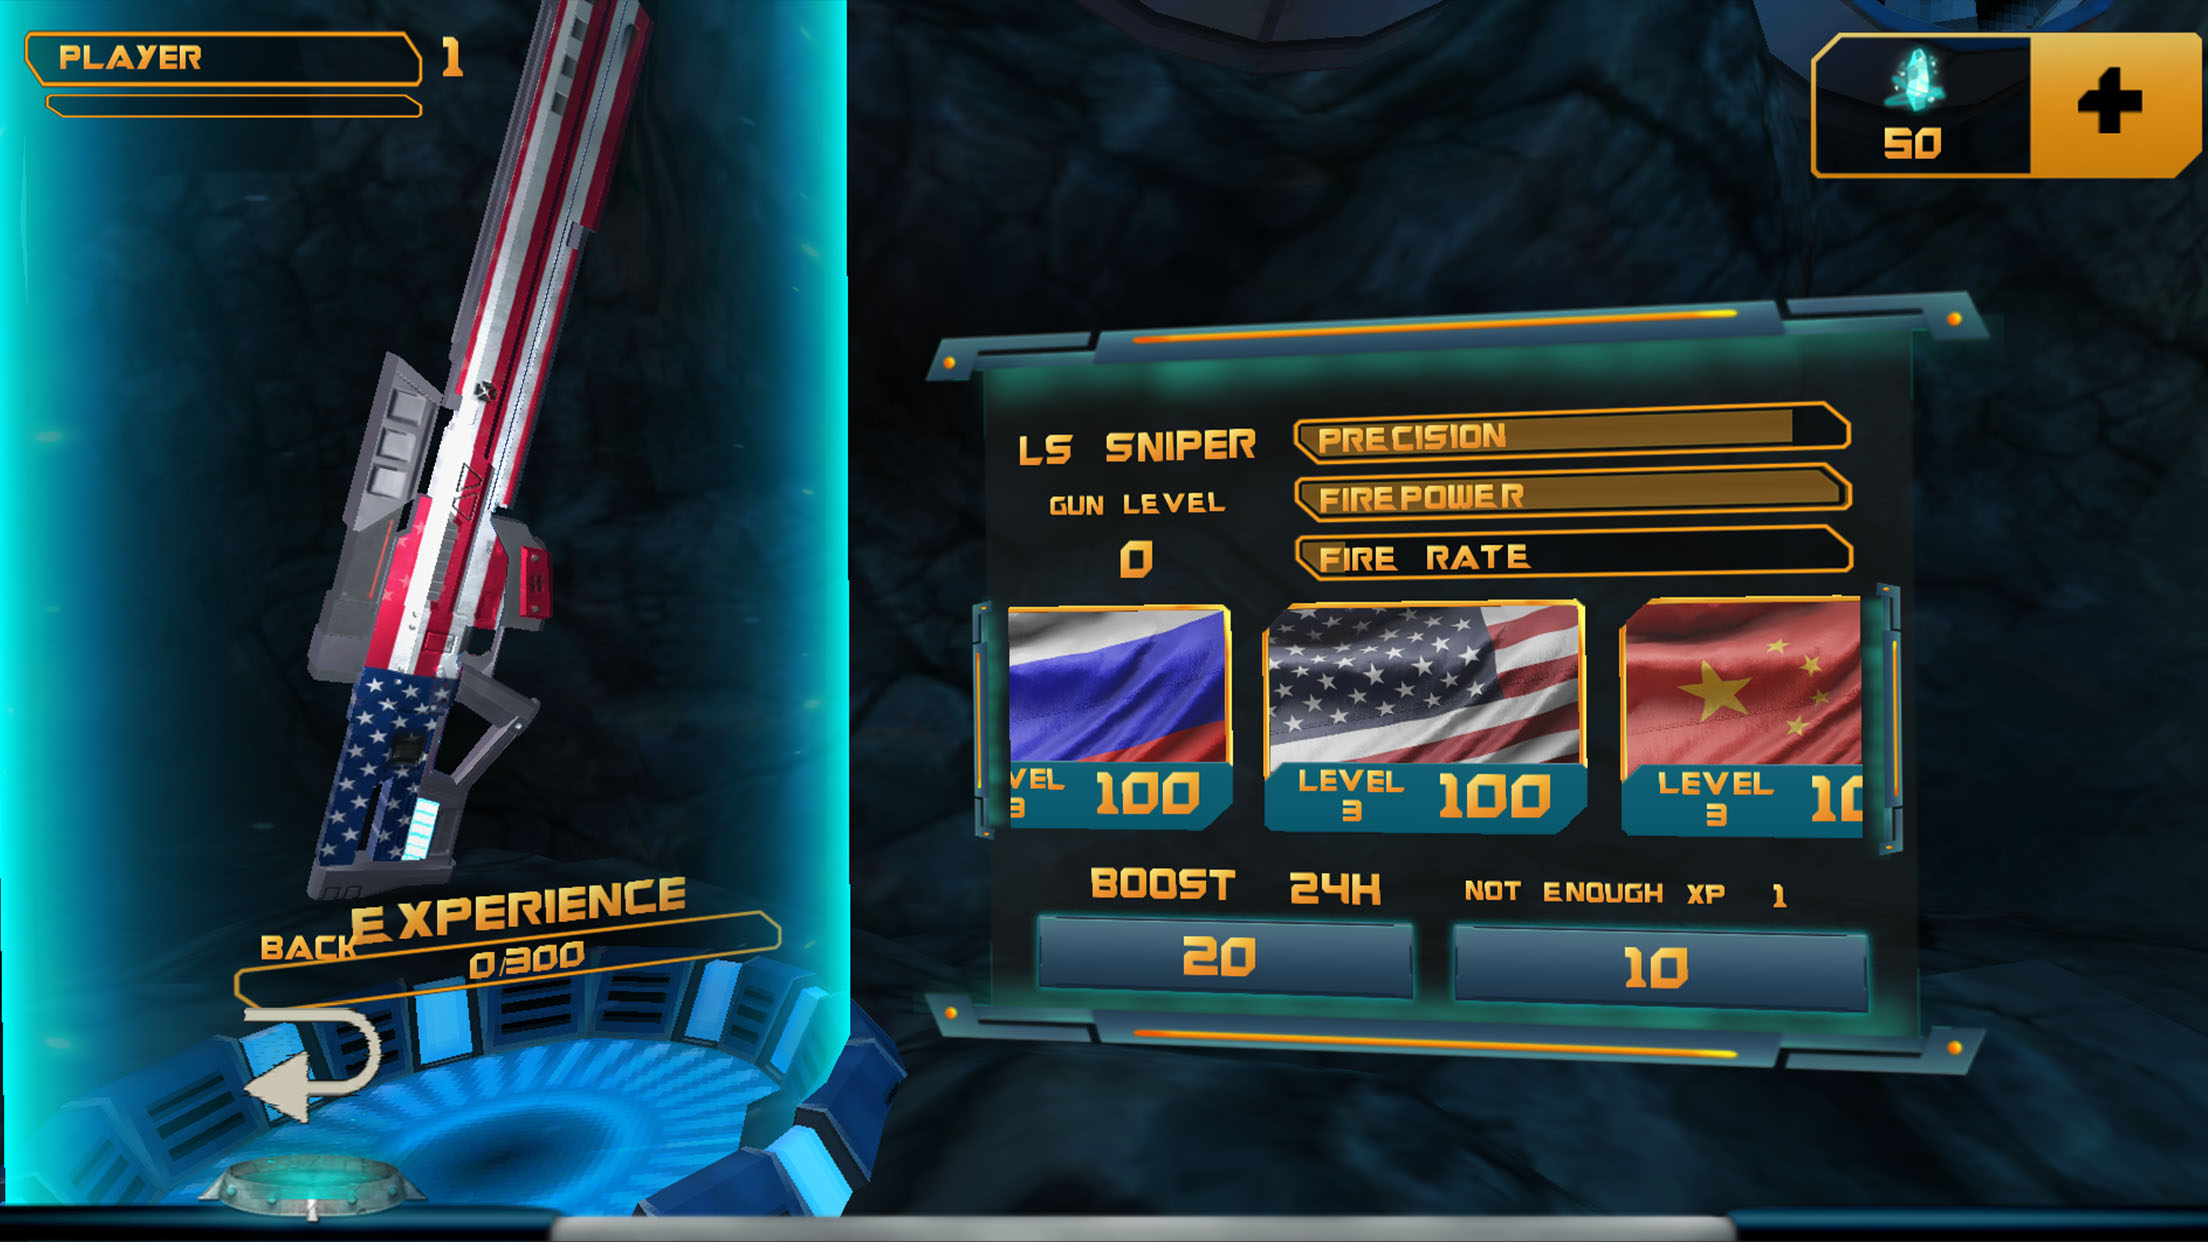 PLAYER
1
50
LS SNIPER
GUN LEVEL
0
PRECISION
FIREPOWER
FIRE RATE
VEL
3
100
LEVEL
3
100
LEVEL
3
10
BOOST 24H
20
NOT ENOUGH XP 1
10
EXPERIENCE
0/300
BACK